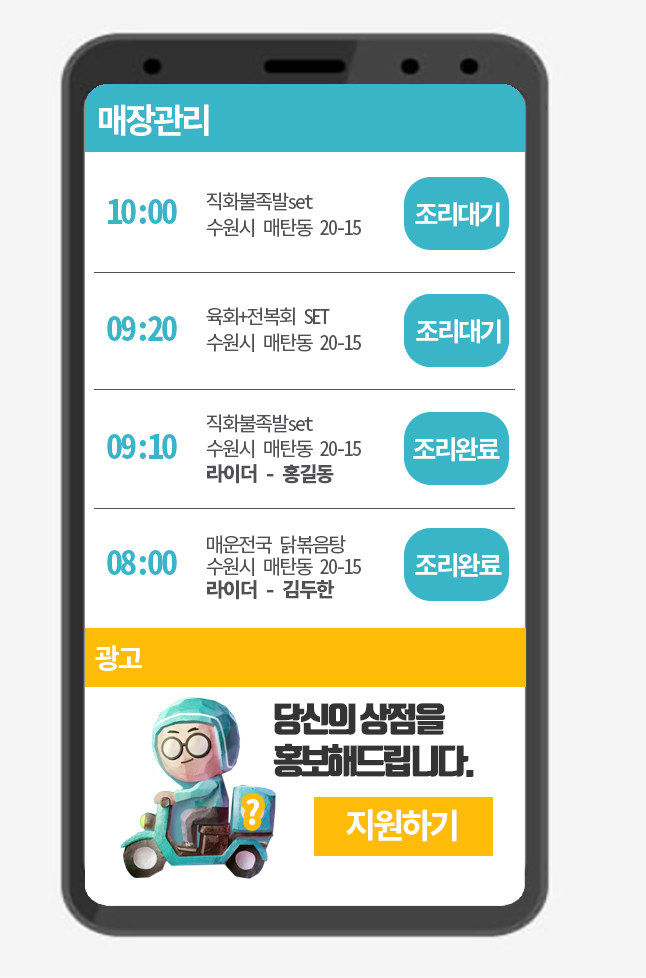 매장관리
10:00
직화불족발set
수원시 매탄동 20-15
조리대기
09:20
육회+전복회 SET
수원시 매탄동 20-15
조리대기
09:10
직화불족발set
수원시 매탄동 20-15
라이더 - 홍길동
조리완료
08:00
매운전국 닭볶음탕
수원시 매탄동 20-15
라이더 - 김두한
조리완료
광고
당신의 상점을
홍보해드립니다.
?
지원하기